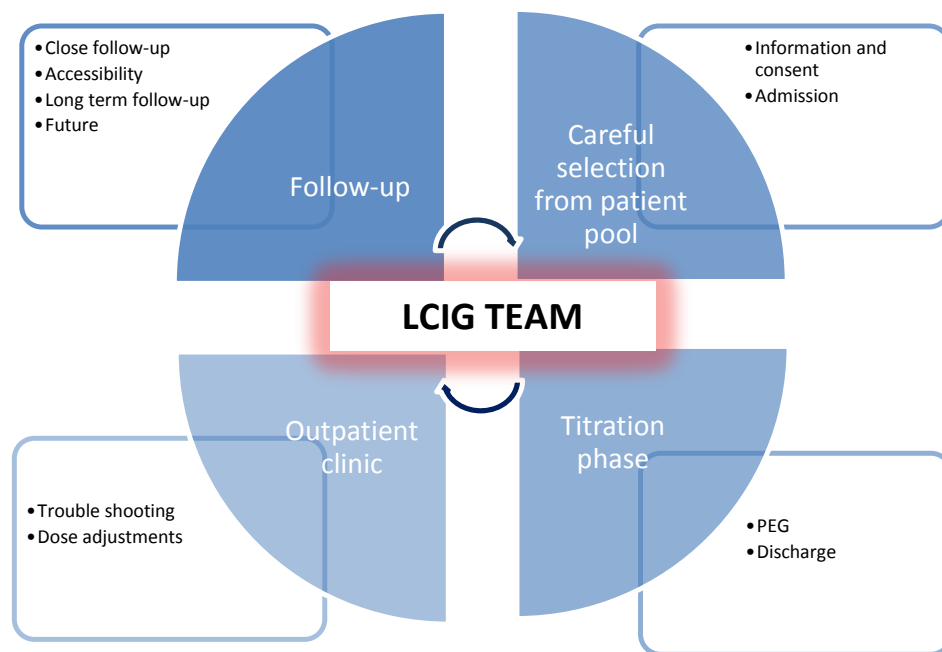 •Close follow-up
•Accessibility
•Long term follow-up
•Future
Follow-up
•Information and
consent
•Admission
Careful
selection
from patient
pool
LCIG TEAM
Outpatient
clinic
•Trouble shooting
•Dose adjustments
Titration
phase
•PEG
•Discharge